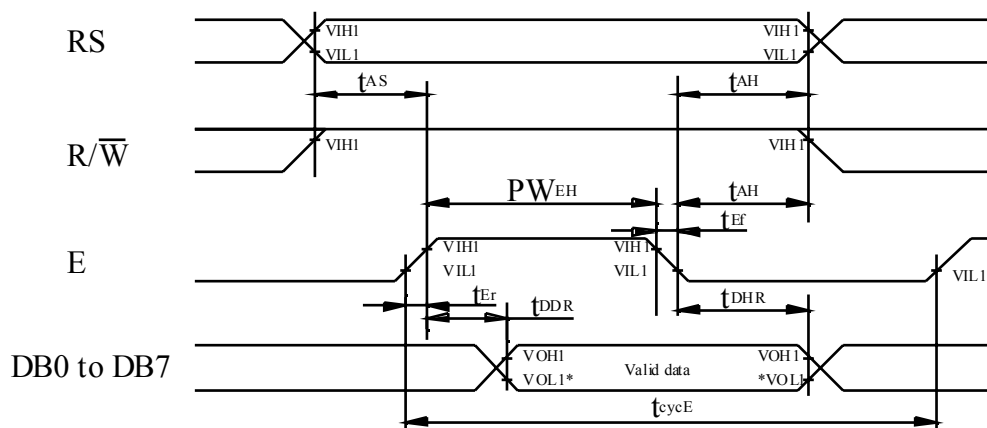 RS
VIH1
VIL1
VIH1
VIL1
tAS
tAH
R/W̅
VIH1
VIH1
PWEH
tAH
tEf
E
VIH1
VIL1
VIH1
VIL1
VIL1
tEr
tDDR
tDHR
DB0 to DB7
VOH1
VOL1*
Valid data
VOH1
*VOL1
tcycE